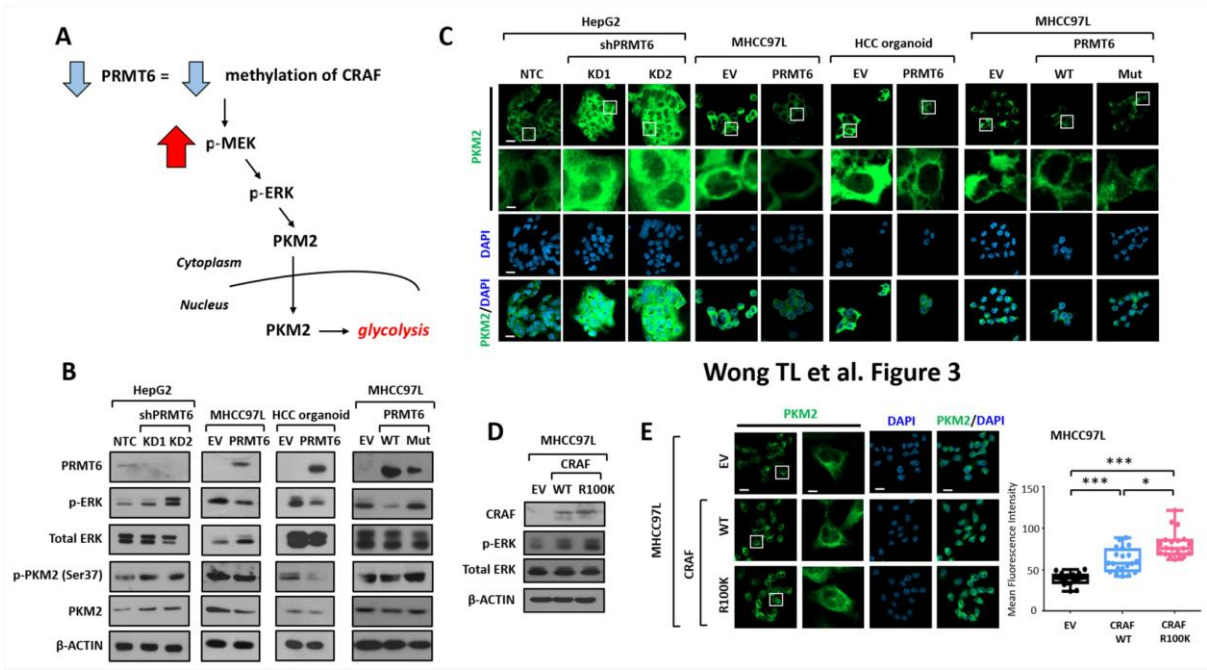 A
PRMT6 = methylation of CRAF
p-MEK
p-ERK
PKM2
Cytoplasm
Nucleus
PKM2 glycolysis
B
HepG2 MHCC97L
shPRMT6 MHCC97L HCC organoid PRMT6
NTC KD1 KD2 EV PRMT6 EV PRMT6 EV WT Mut
PRMT6
p-ERK
Total ERK
p-PKM2 (Ser37)
PKM2
β-ACTIN
C
HepG2 MHCC97L
shPRMT6 MHCC97L HCC organoid PRMT6
NTC KD1 KD2 EV PRMT6 EV PRMT6 EV WT Mut
PKM2
DAPI
PKM2/DAPI
Wong TL et al. Figure 3
D
MHCC97L
CRAF
EV WT R100K
CRAF
p-ERK
Total ERK
β-ACTIN
E
PKM2 DAPI PKM2/DAPI
MHCC97L
CRAF
EV
WT
R100K
MHCC97L
***
*** *
Mean Fluorescence Intensity
150
100
50
0
EV CRAF WT CRAF R100K